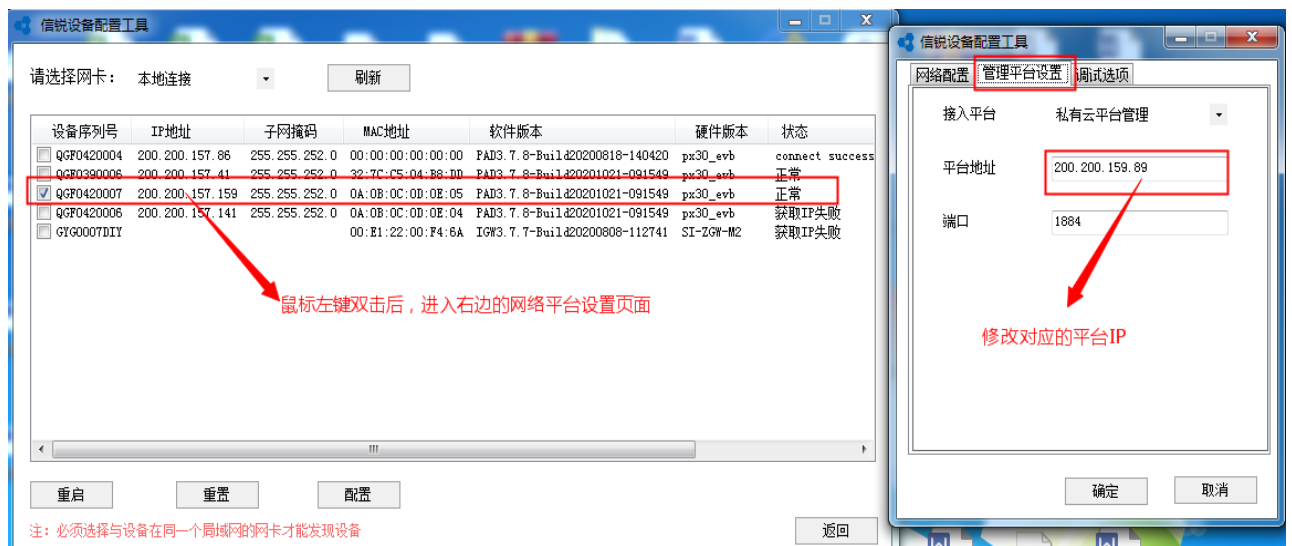 信锐设备配置工具
请选择网卡： 本地连接 刷新
设备序列号 IP地址 子网掩码 MAC地址 软件版本 硬件版本 状态
QGF0420004 200.200.157.86 255.255.252.0 00:00:00:00:00:00 PAD3.7.8-Build20200818-140420 px30_evb connect success
QGF0390006 200.200.157.41 255.255.252.0 32:7C:C5:04:B8:DD PAD3.7.8-Build20201021-091549 px30_evb 正常
QGF0420007 200.200.157.159 255.255.252.0 0A:0B:0C:0D:0E:05 PAD3.7.8-Build20201021-091549 px30_evb 正常
QGF0420006 200.200.157.141 255.255.252.0 0A:0B:0C:0D:0E:04 PAD3.7.8-Build20201021-091549 px30_evb 获取IP失败
GYG0007DIY 00:E1:22:00:F4:6A IGW3.7.7-Build20200808-112741 SI-ZGW-M2 获取IP失败
鼠标左键双击后，进入右边的网络平台设置页面
重启 重置 配置
注：必须选择与设备在同一个局域网的网卡才能发现设备
返回
信锐设备配置工具
网络配置 管理平台设置 调试选项
接入平台 私有云平台管理
平台地址 200.200.159.89
端口 1884
修改对应的平台IP
确定 取消